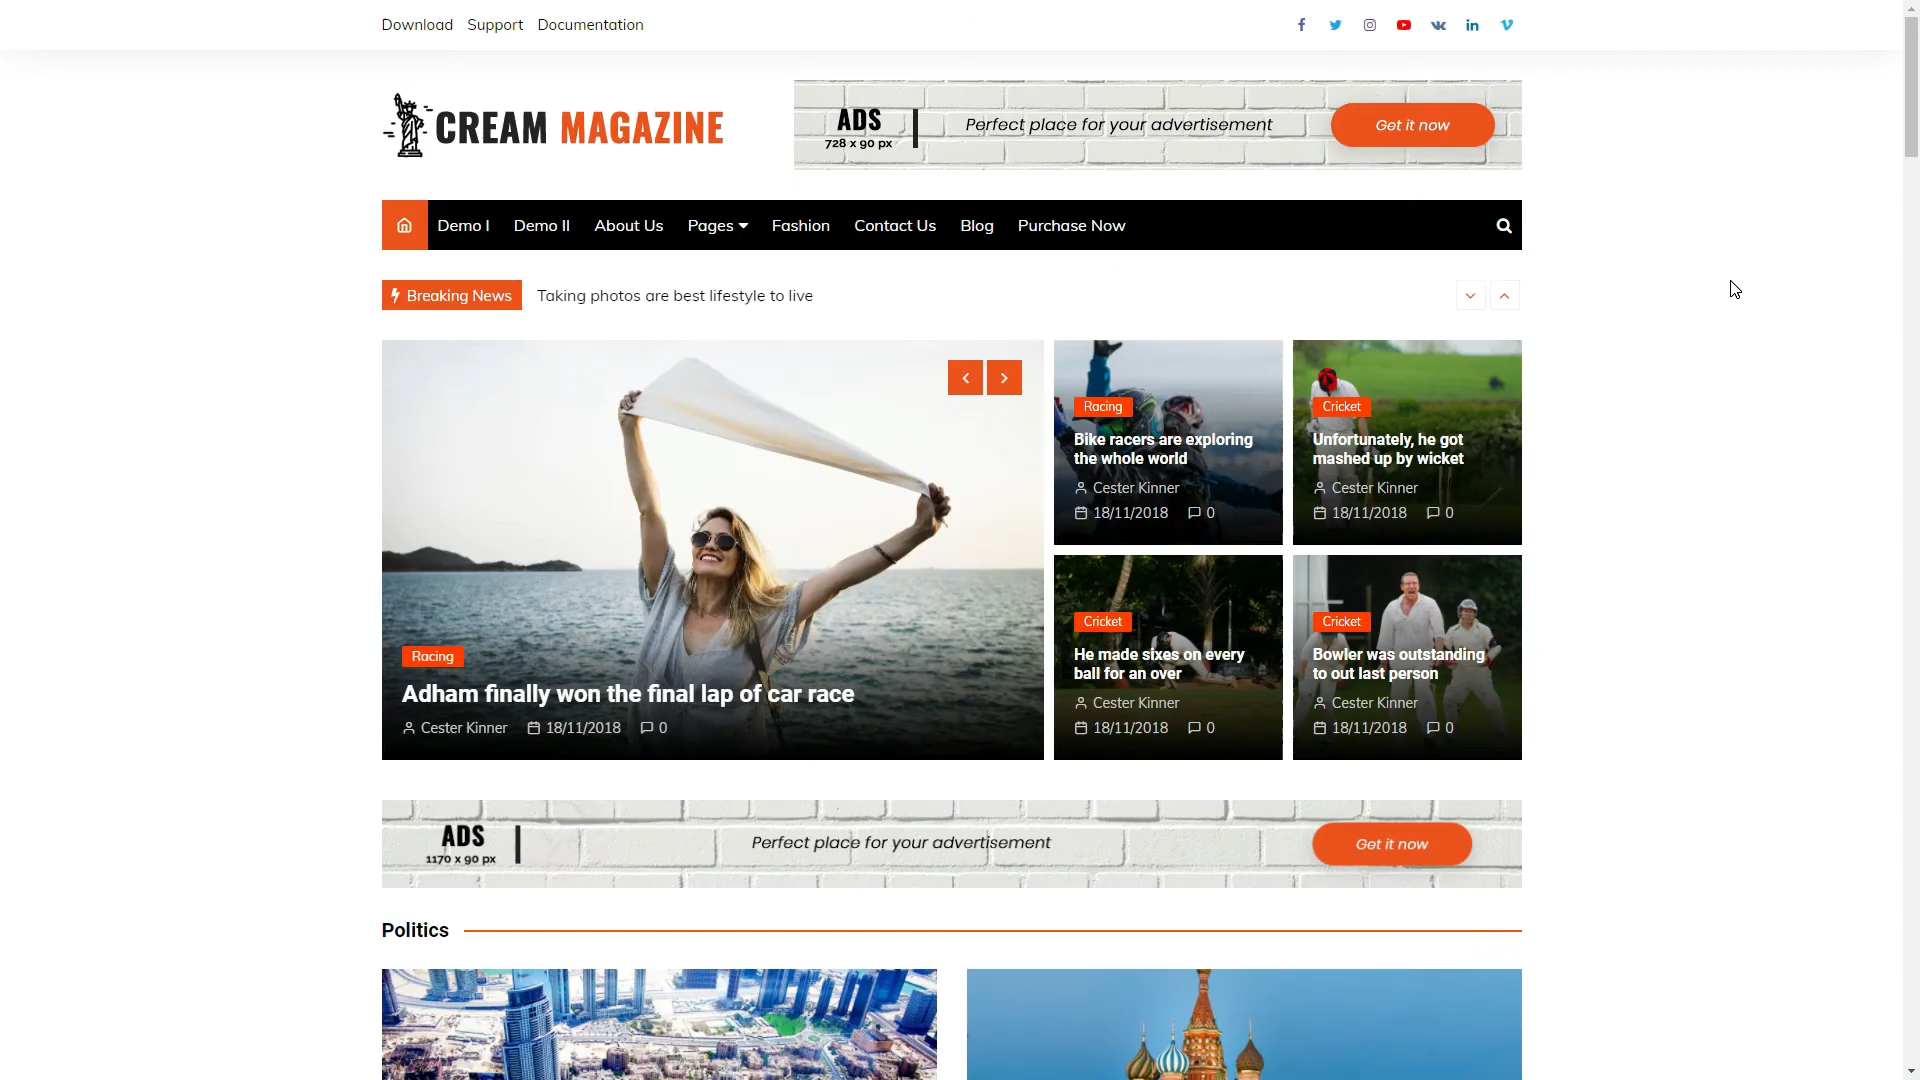 Download Support Documentation
CREAM MAGAZINE
ADS
728 x 90 px
Perfect place for your advertisement
Get it now
Demo I Demo II About Us Pages Fashion Contact Us Blog Purchase Now
Breaking News Taking photos are best lifestyle to live
Racing
Adham finally won the final lap of car race
Cester Kinner 18/11/2018 0
Racing
Bike racers are exploring
the whole world
Cester Kinner
18/11/2018 0
Cricket
Unfortunately, he got
mashed up by wicket
Cester Kinner
18/11/2018 0
Cricket
He made sixes on every
ball for an over
Cester Kinner
18/11/2018 0
Cricket
Bowler was outstanding
to out last person
Cester Kinner
18/11/2018 0
ADS
1170 x 90 px
Perfect place for your advertisement
Get it now
Politics